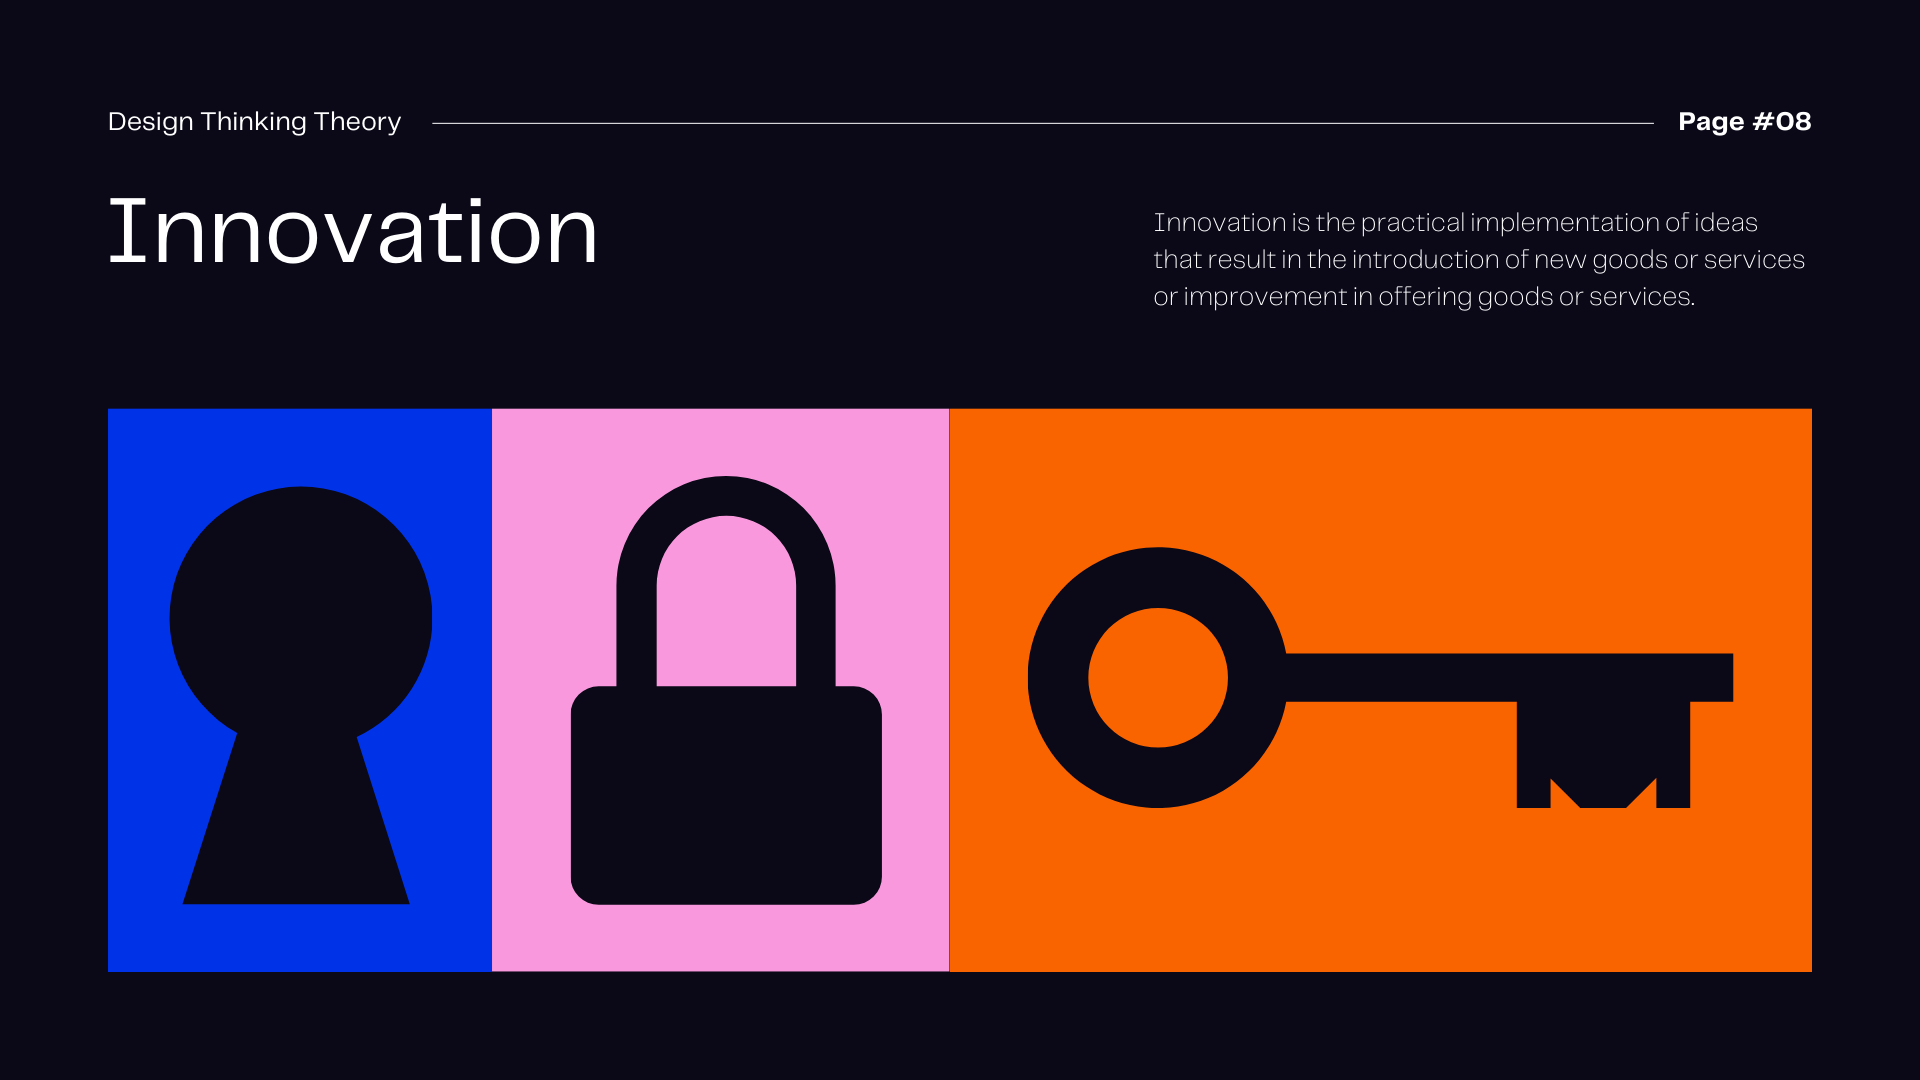 Design Thinking Theory
Page #08
Innovation
Innovation is the practical implementation of ideas
that result in the introduction of new goods or services
or improvement in offering goods or services.